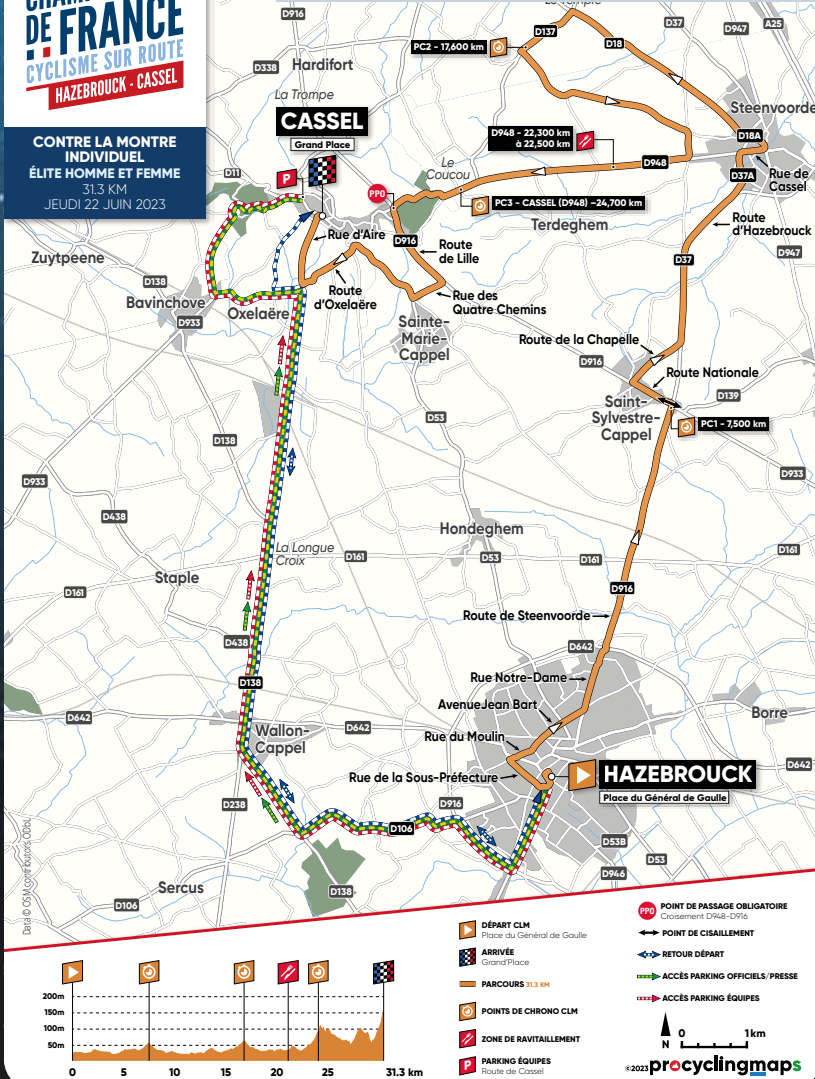 DE FRANCE
CYCLISME SUR ROUTE
HAZEBROUCK - CASSEL
CONTRE LA MONTRE
INDIVIDUEL
ÉLITE HOMME ET FEMME
31.3 KM
JEUDI 22 JUIN 2023
D916
D137
D18
D37
D947
A25
PC2 - 17,600 km
Hardifort
D338
La Trompe
CASSEL
Grand Place
Steenvoorde
D948 - 22,300 km
à 22,500 km
D18A
D948
D37A
Rue de
Cassel
Le
Coucou
D11
P
PPO
PC3 - CASSEL (D948) –24,700 km
Terdeghem
Route
d'Hazebrouck
D947
Rue d'Aire
D916
Route
de Lille
Zuytpeene
D138
D37
Bavinchove
Oxelaëre
Route
d'Oxelaëre
Rue des
Quatre Chemins
D933
Sainte-
Marie-
Cappel
Route de la Chapelle
D916
Route Nationale
D139
Saint-
Sylvestre-
Cappel
PC1 - 7,500 km
D53
D138
D933
D933
D438
Hondeghem
La Longue
Croix
D161
D53
D161
D161
Staple
D161
D916
Route de Steenvoorde
D438
D642
Rue Notre-Dame
D138
AvenueJean Bart
D642
Wallon-
Cappel
D642
Borre
Rue du Moulin
D642
HAZEBROUCK
Place du Général de Gaulle
Rue de la Sous-Préfecture
D238
D916
D106
D53B
D53
D946
Sercus
D138
D106
Data © OSM contributors ODbL
200m
150m
100m
50m
0
5
10
15
20
25
31.3 km
DÉPART CLM
Place du Général de Gaulle
ARRIVÉE
Grand'Place
PARCOURS 31.3 KM
POINTS DE CHRONO CLM
ZONE DE RAVITAILLEMENT
P
PARKING ÉQUIPES
Route de Cassel
PPO
POINT DE PASSAGE OBLIGATOIRE
Croisement D948-D916
POINT DE CISAILLEMENT
RETOUR DÉPART
ACCÈS PARKING OFFICIELS/PRESSE
ACCÈS PARKING ÉQUIPES
N
0
1km
©2023 procyclingmaps